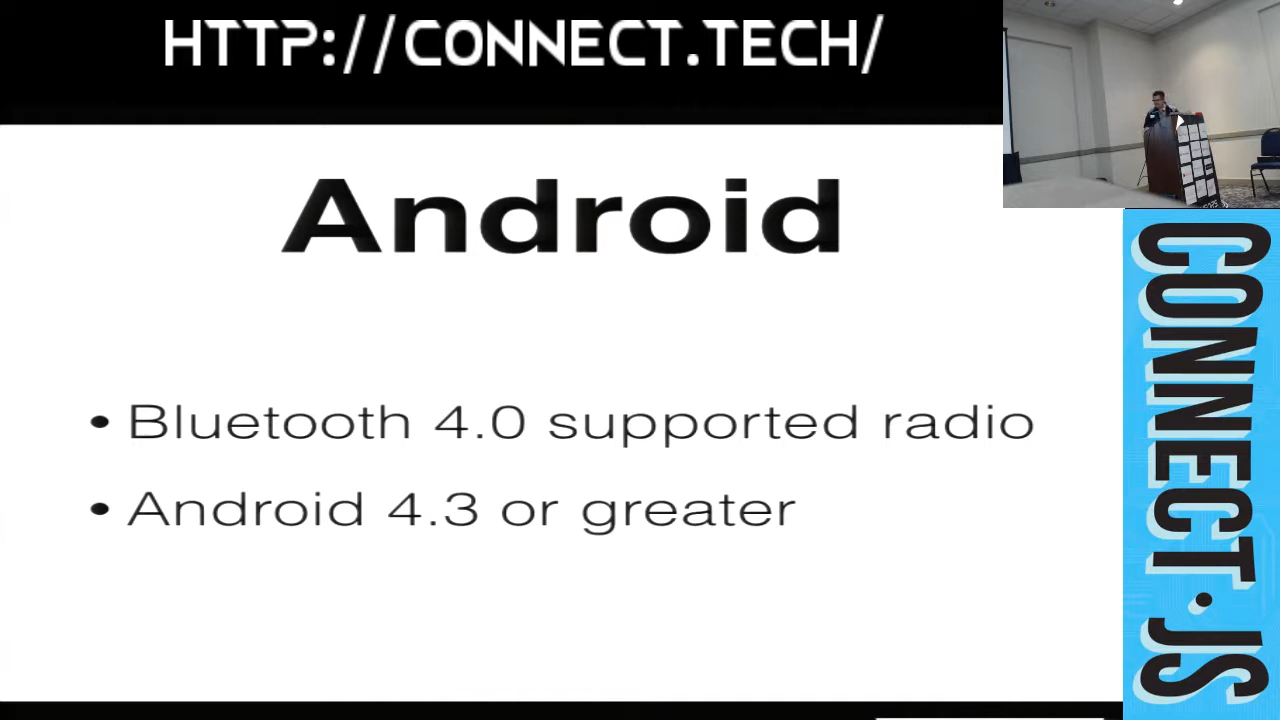 HTTP://CONNECT.TECH/
Android
• Bluetooth 4.0 supported radio
• Android 4.3 or greater
CONNECT.JS